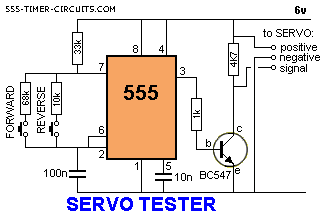 555-TIMER-CIRCUITS.COM
6v
to SERVO:
positive
negative
signal
33k
8
4
4K7
7
3
FORWARD
68k
REVERSE
10k
555
1k
6
2
c
b
100n
1
5
10n
BC547
e
SERVO TESTER